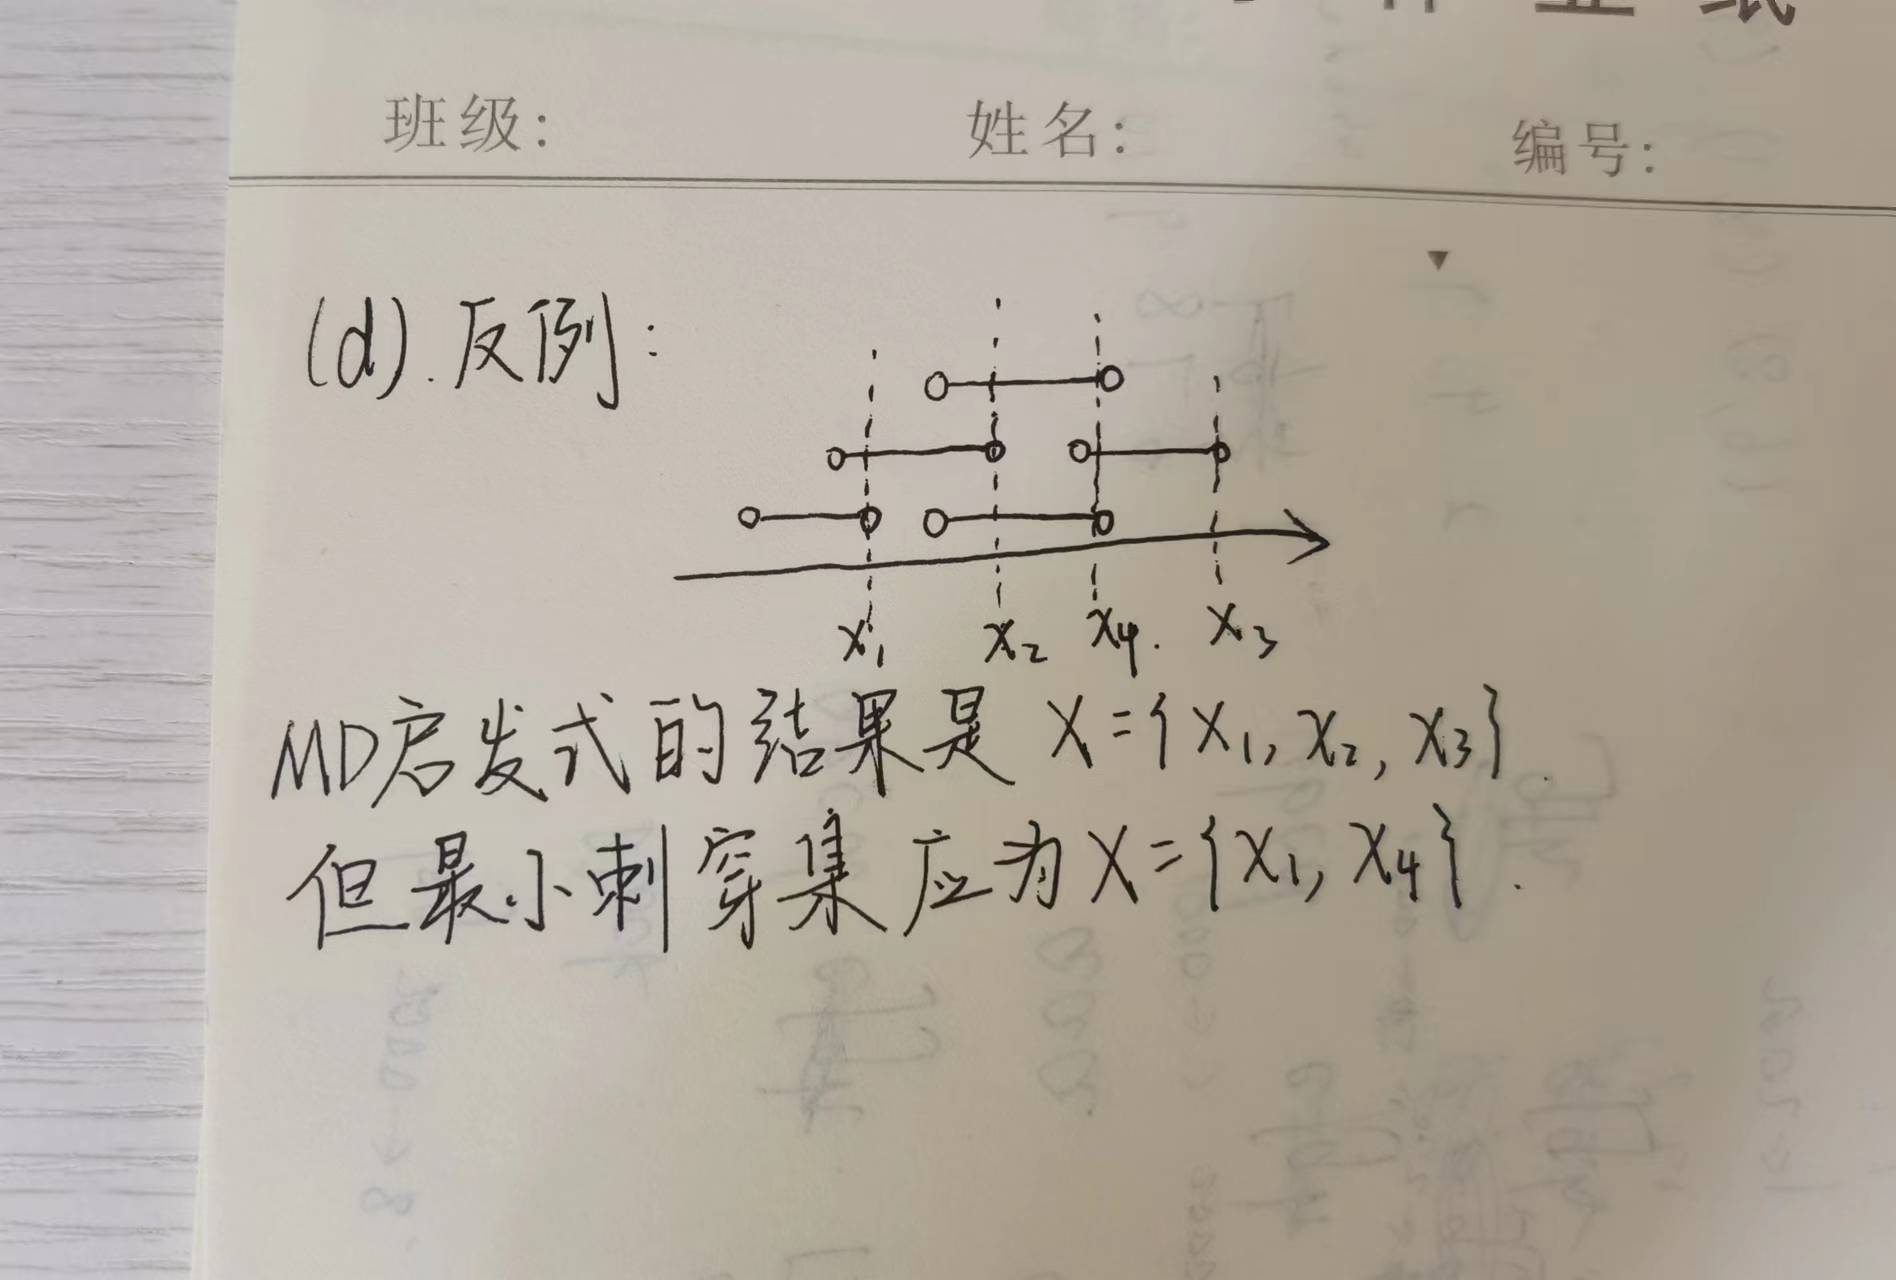 班级:
姓名:
编号:
(d). 反例:
x₁ x₂ x₄. x₃
MD启发式的结果是 X={x₁, x₂, x₃}.
但最小刺穿集应为X={x₁, x₄}.